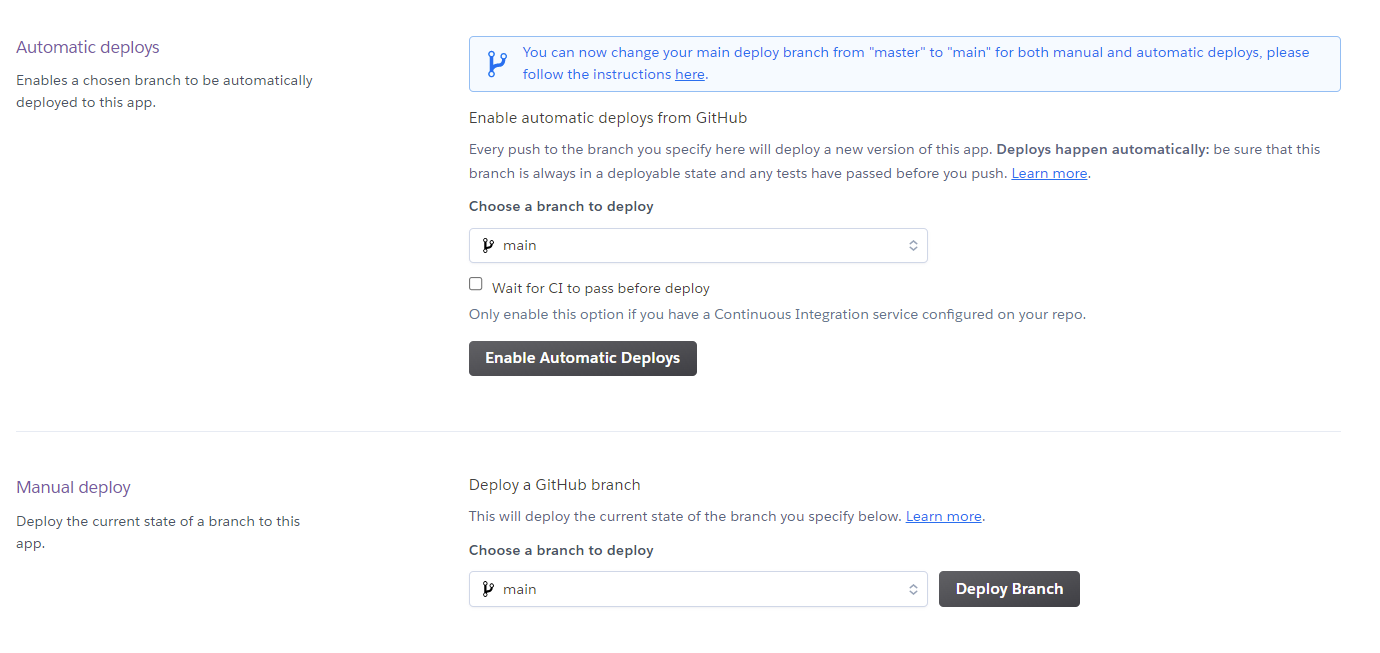 Automatic deploys
Enables a chosen branch to be automatically
deployed to this app.
You can now change your main deploy branch from "master" to "main" for both manual and automatic deploys, please
follow the instructions here.
Enable automatic deploys from GitHub
Every push to the branch you specify here will deploy a new version of this app. Deploys happen automatically: be sure that this
branch is always in a deployable state and any tests have passed before you push. Learn more.
Choose a branch to deploy
main
Wait for CI to pass before deploy
Only enable this option if you have a Continuous Integration service configured on your repo.
Enable Automatic Deploys
Manual deploy
Deploy the current state of a branch to this
app.
Deploy a GitHub branch
This will deploy the current state of the branch you specify below. Learn more.
Choose a branch to deploy
main
Deploy Branch